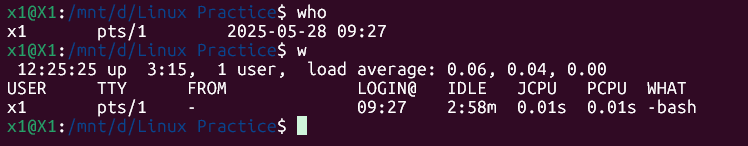 x1@X1:/mnt/d/Linux Practice$ who
x1       pts/1        2025-05-28 09:27
x1@X1:/mnt/d/Linux Practice$ w
 12:25:25 up  3:15,  1 user,  load average: 0.06, 0.04, 0.00
USER     TTY      FROM             LOGIN@   IDLE   JCPU   PCPU  WHAT
x1       pts/1    -                09:27    2:58m  0.01s  0.01s -bash
x1@X1:/mnt/d/Linux Practice$